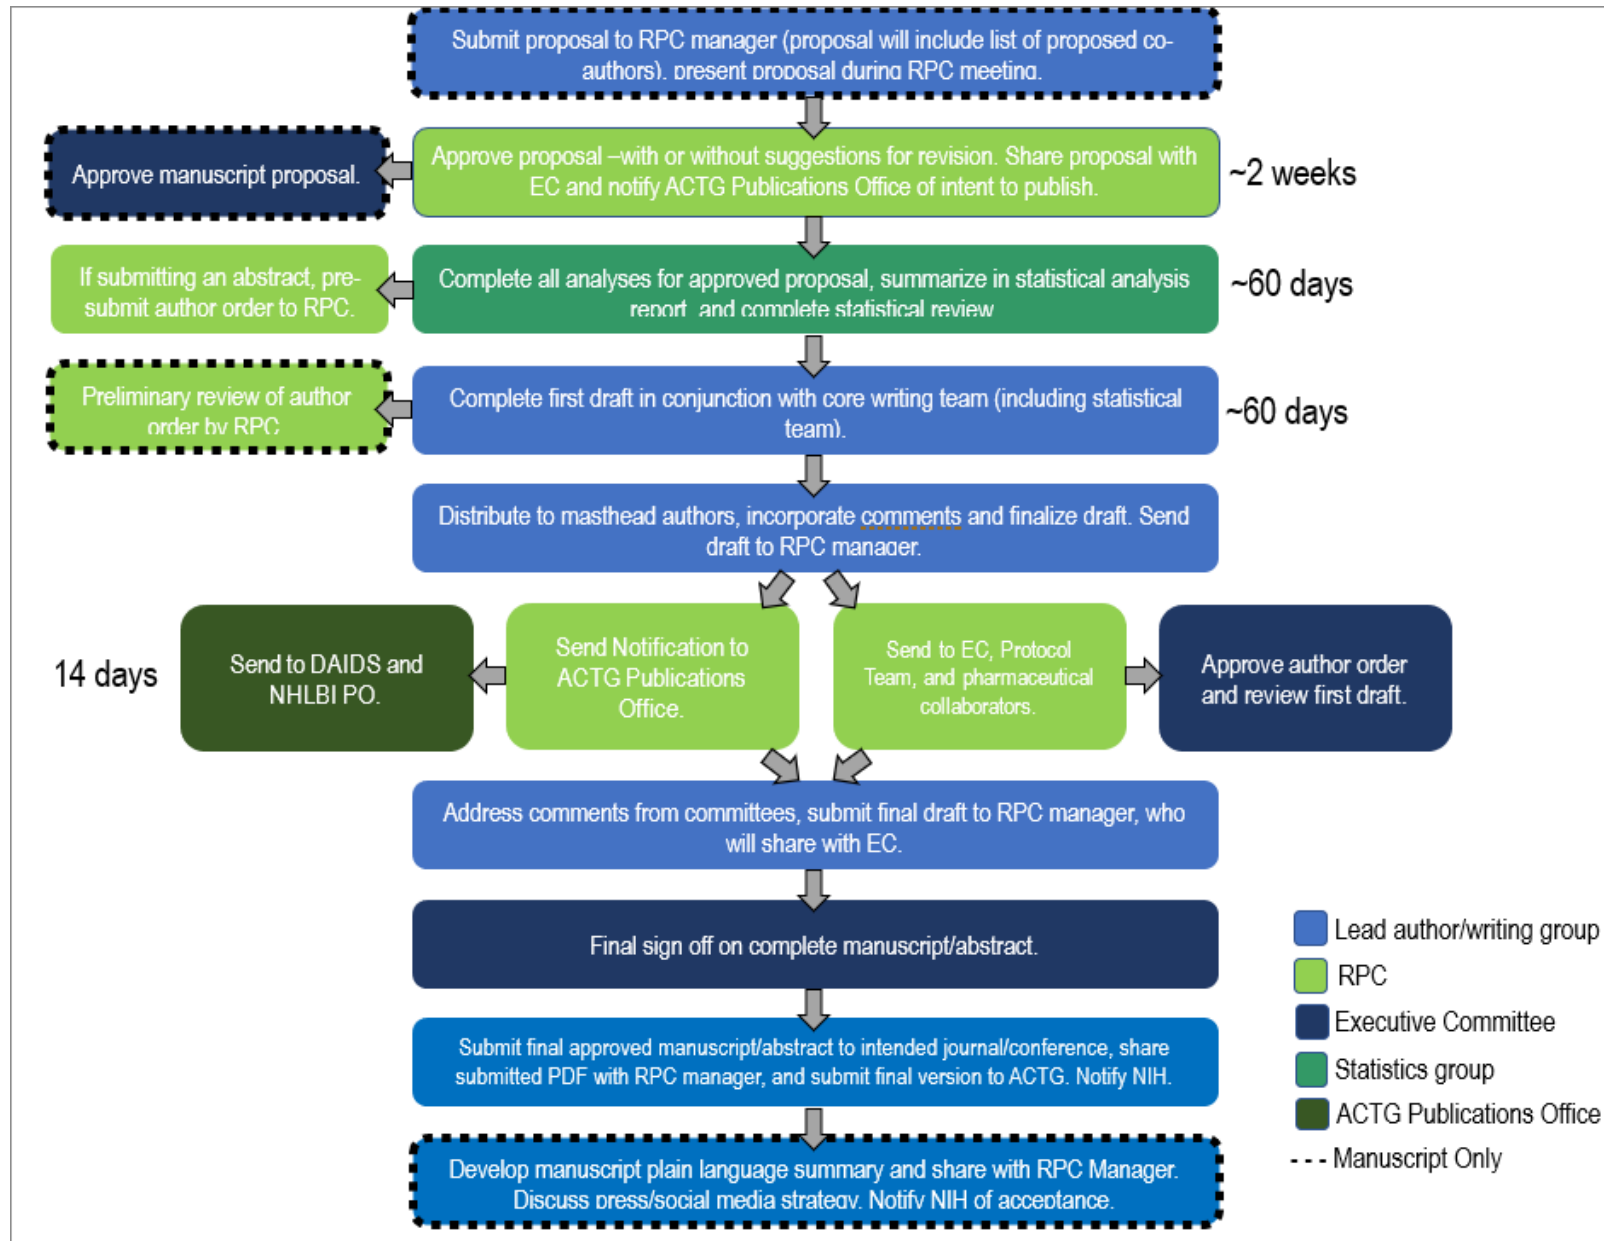 Submit proposal to RPC manager (proposal will include list of proposed co-
authors), present proposal during RPC meeting.
Approve manuscript proposal.
Approve proposal –with or without suggestions for revision. Share proposal with
EC and notify ACTG Publications Office of intent to publish.
~2 weeks
If submitting an abstract, pre-
submit author order to RPC.
Complete all analyses for approved proposal, summarize in statistical analysis
report, and complete statistical review
~60 days
Preliminary review of author
order by RPC
Complete first draft in conjunction with core writing team (including statistical
team).
~60 days
Distribute to masthead authors, incorporate comments and finalize draft. Send
draft to RPC manager.
14 days
Send to DAIDS and
NHLBI PO.
Send Notification to
ACTG Publications
Office.
Send to EC, Protocol
Team, and pharmaceutical
collaborators.
Approve author order
and review first draft.
Address comments from committees, submit final draft to RPC manager, who
will share with EC.
Final sign off on complete manuscript/abstract.
Submit final approved manuscript/abstract to intended journal/conference, share
submitted PDF with RPC manager, and submit final version to ACTG. Notify NIH.
Develop manuscript plain language summary and share with RPC Manager.
Discuss press/social media strategy. Notify NIH of acceptance.
Lead author/writing group
RPC
Executive Committee
Statistics group
ACTG Publications Office
Manuscript Only